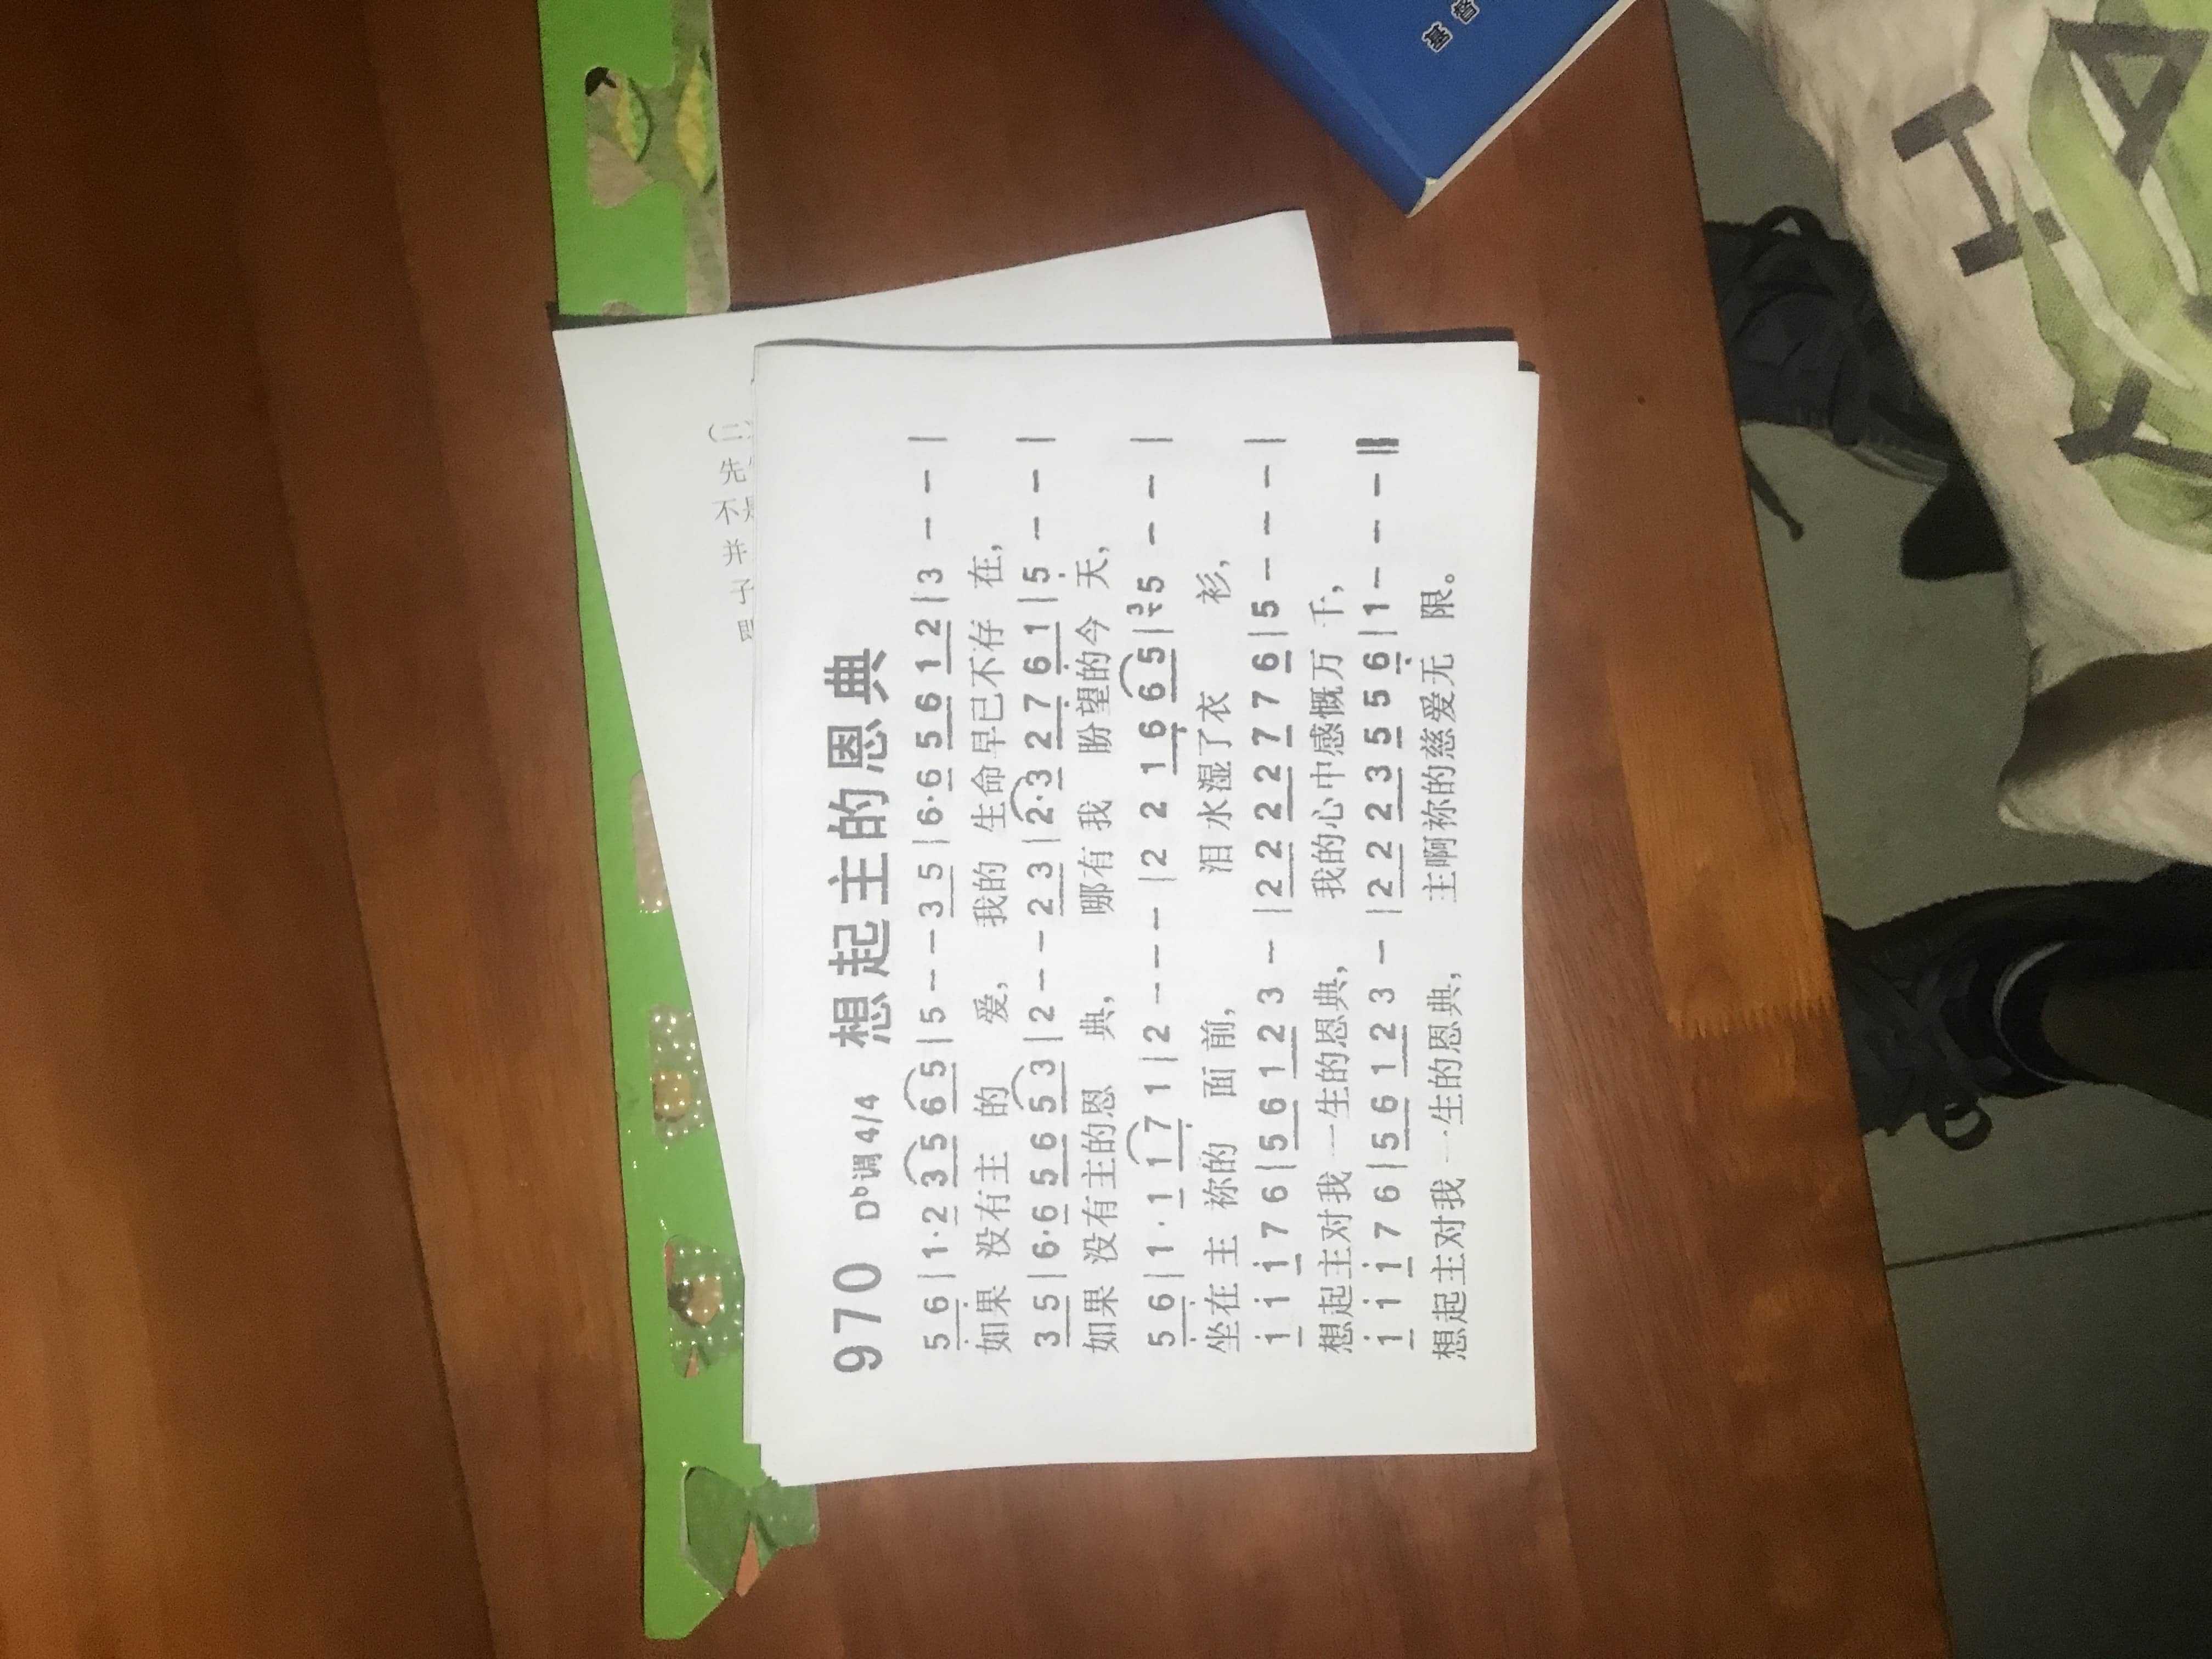 970 Db调4/4 想起主的恩典
5 6 | 1·2 3 5 6 5 | 5 - - 3 5 | 6·6 5 6 1 2 | 3 - - |
如果 没有主 的 爱， 我的 生命早已不存 在，
3 5 | 6·6 5 6 5 3 | 2 - - 2 3 | 2·3 2 7 6 1 | 5 - - |
如果 没有主的恩 典， 哪有我 盼望的今 天，
5 6 | 1·1 1 7 1 | 2 - - - | 2 2 1 6 6 5 | 3 5 - - |
坐在 主 祢的 面 前， 泪水湿了衣 衫，
1 1 1 7 6 | 5 6 1 2 3 - | 2 2 2 2 7 7 6 | 5 - - - |
想起主对我 一生的恩典， 我的心中感慨万 千，
1 1 1 7 6 | 5 6 1 2 3 - | 2 2 2 3 5 5 6 | 1 - - - ‖
想起主对我 一生的恩典， 主啊祢的慈爱无 限。